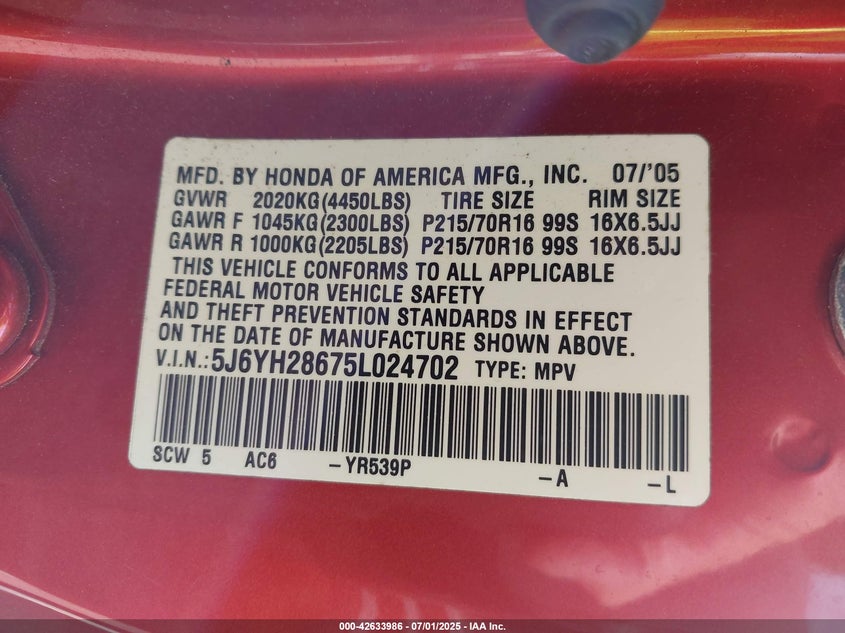 MFD. BY HONDA OF AMERICA MFG., INC. 07/'05
GVWR 2020KG(4450LBS) TIRE SIZE RIM SIZE
GAWR F 1045KG(2300LBS) P215/70R16 99S 16X6.5JJ
GAWR R 1000KG(2205LBS) P215/70R16 99S 16X6.5JJ
THIS VEHICLE CONFORMS TO ALL APPLICABLE
FEDERAL MOTOR VEHICLE SAFETY
AND THEFT PREVENTION STANDARDS IN EFFECT
ON THE DATE OF MANUFACTURE SHOWN ABOVE.
V.I.N.:5J6YH28675L024702 TYPE: MPV
SCW 5 AC6 -YR539P -A -L
000-42633986 - 07/01/2025 - IAA Inc.